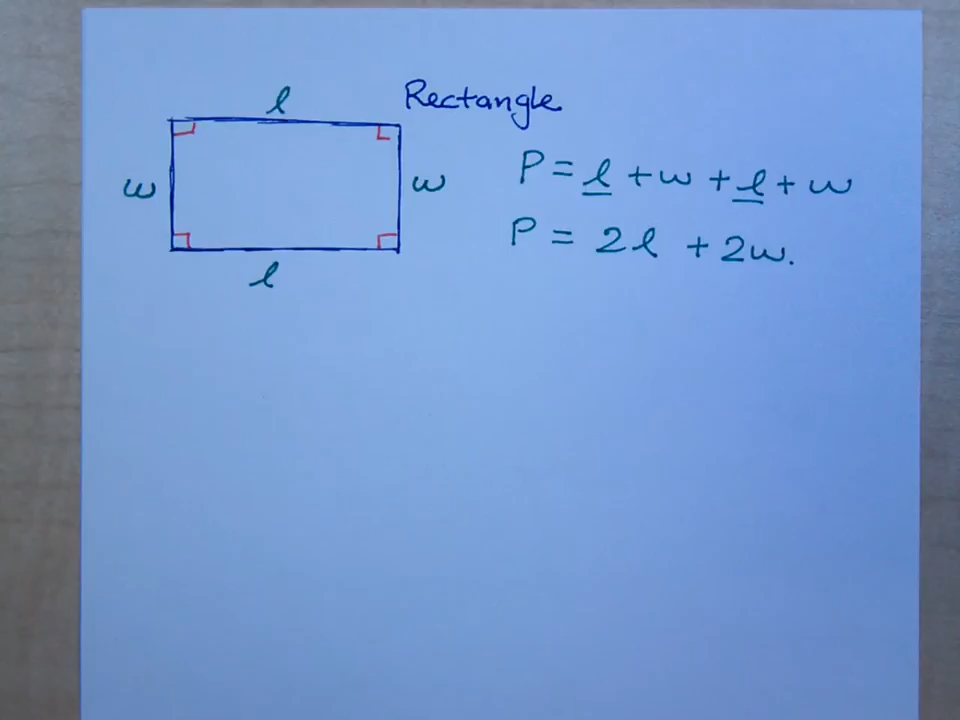 l
Rectangle
w
w
P = l + w + l + w
P = 2l + 2w.
l